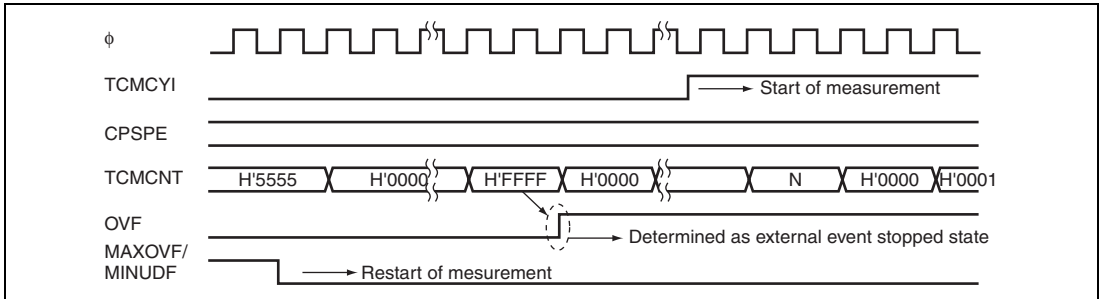 ϕ
TCMCYI
Start of measurement
CPSPE
TCMCNT H'5555 H'0000 H'FFFF H'0000 N H'0000 H'0001
OVF
Determined as external event stopped state
MAXOVF/
MINUDF
Restart of mesurement